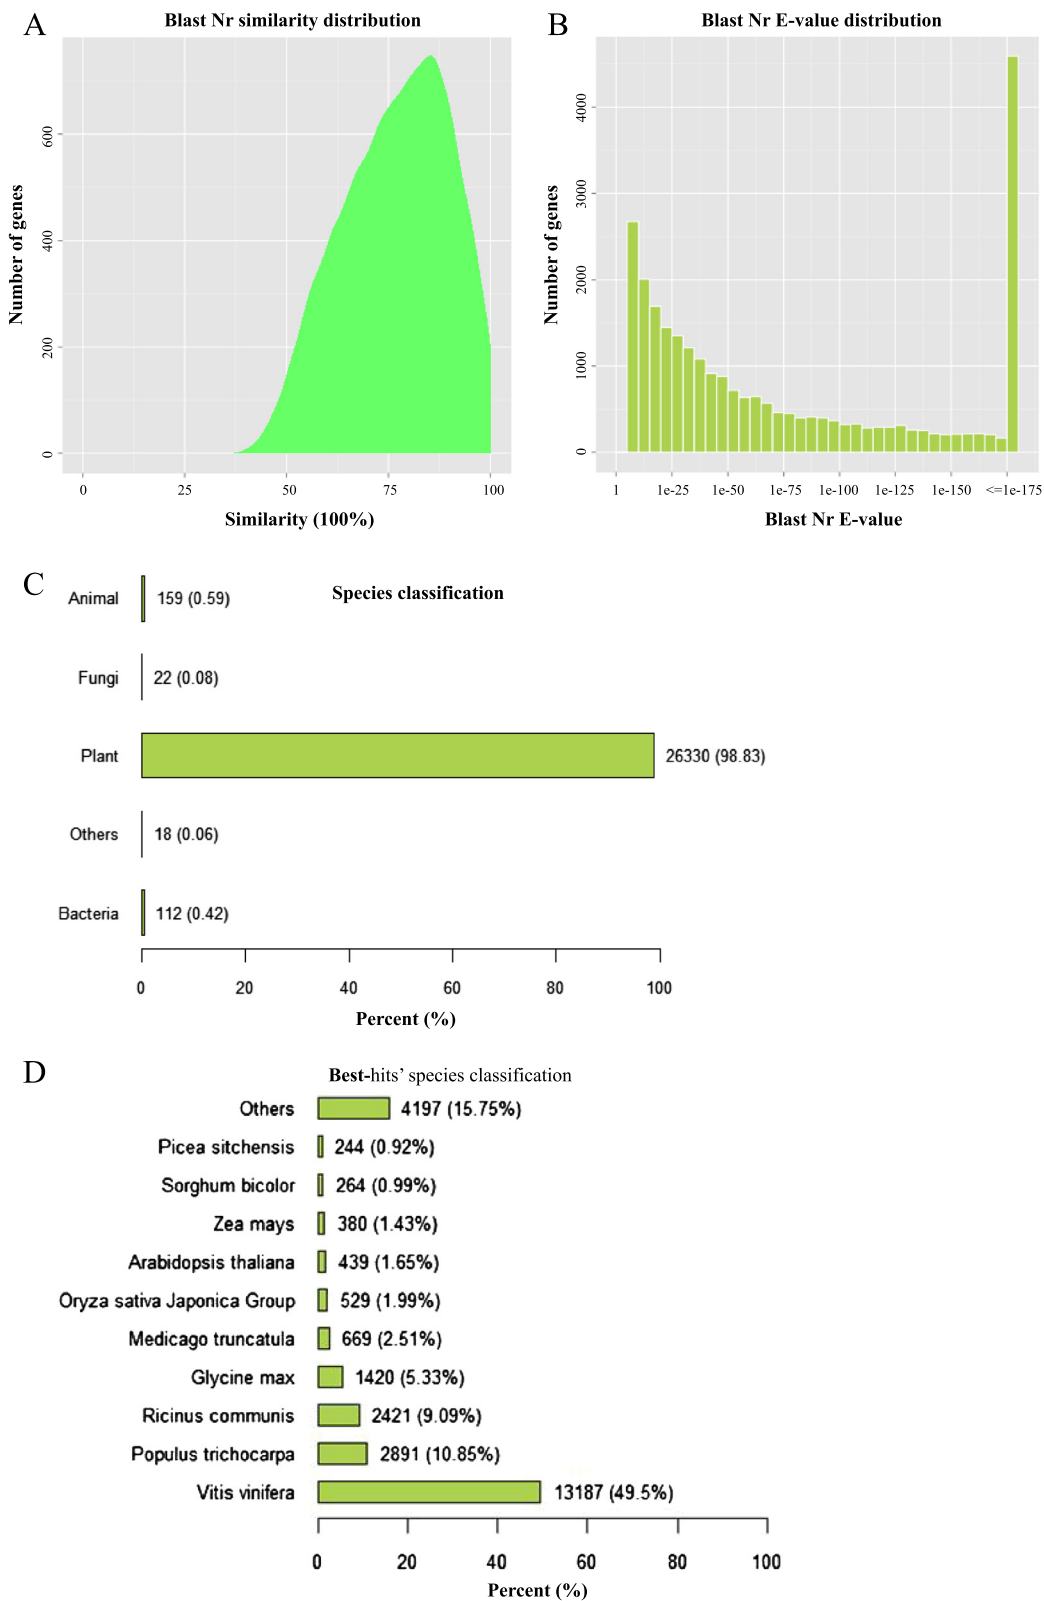 A
Blast Nr similarity distribution
Number of genes
600
400
200
0
0 25 50 75 100
Similarity (100%)
B
Blast Nr E-value distribution
Number of genes
4000
3000
2000
1000
0
1 1e-25 1e-50 1e-75 1e-100 1e-125 1e-150 <=1e-175
Blast Nr E-value
C
Species classification
Animal 159 (0.59)
Fungi 22 (0.08)
Plant 26330 (98.83)
Others 18 (0.06)
Bacteria 112 (0.42)
0 20 40 60 80 100
Percent (%)
D
Best-hits' species classification
Others 4197 (15.75%)
Picea sitchensis 244 (0.92%)
Sorghum bicolor 264 (0.99%)
Zea mays 380 (1.43%)
Arabidopsis thaliana 439 (1.65%)
Oryza sativa Japonica Group 529 (1.99%)
Medicago truncatula 669 (2.51%)
Glycine max 1420 (5.33%)
Ricinus communis 2421 (9.09%)
Populus trichocarpa 2891 (10.85%)
Vitis vinifera 13187 (49.5%)
0 20 40 60 80 100
Percent (%)